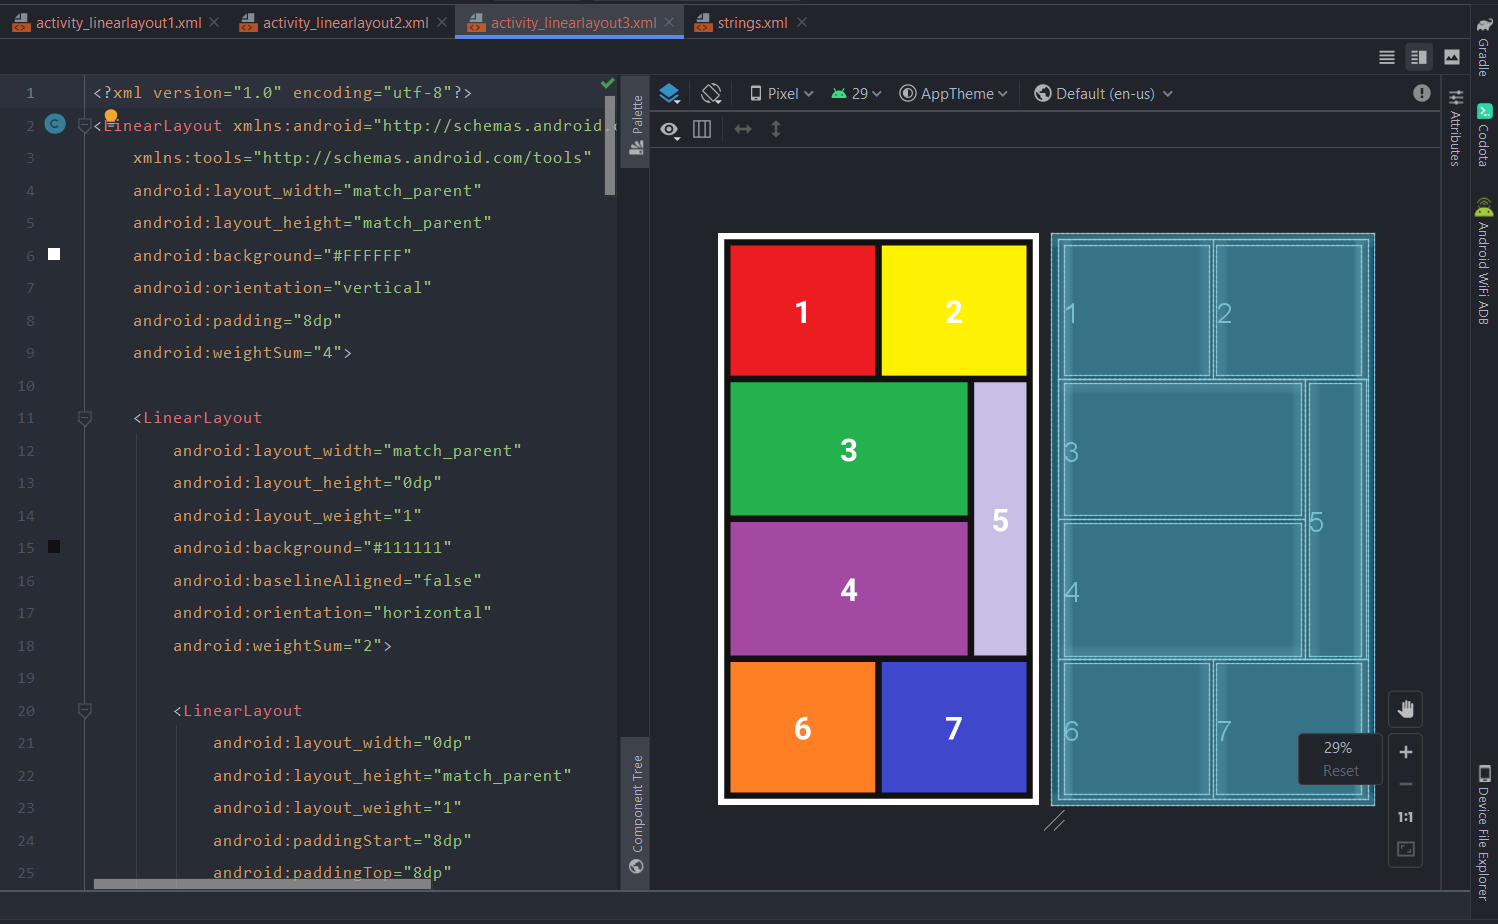 activity_linearlayout1.xml
activity_linearlayout2.xml
activity_linearlayout3.xml
strings.xml
1 <?xml version="1.0" encoding="utf-8"?>
2 <LinearLayout xmlns:android="http://schemas.android.
3 xmlns:tools="http://schemas.android.com/tools"
4 android:layout_width="match_parent"
5 android:layout_height="match_parent"
6 android:background="#FFFFFF"
7 android:orientation="vertical"
8 android:padding="8dp"
9 android:weightSum="4">
10
11 <LinearLayout
12 android:layout_width="match_parent"
13 android:layout_height="0dp"
14 android:layout_weight="1"
15 android:background="#111111"
16 android:baselineAligned="false"
17 android:orientation="horizontal"
18 android:weightSum="2">
19
20 <LinearLayout
21 android:layout_width="0dp"
22 android:layout_height="match_parent"
23 android:layout_weight="1"
24 android:paddingStart="8dp"
25 android:paddingTop="8dp"
C
Palette
Component Tree
Pixel
29
AppTheme
Default (en-us)
1
2
3
4
5
6
7
1
2
3
4
5
6
7
29%
Reset
1:1
Attributes
Gradle
Codota
Android WiFi ADB
Device File Explorer